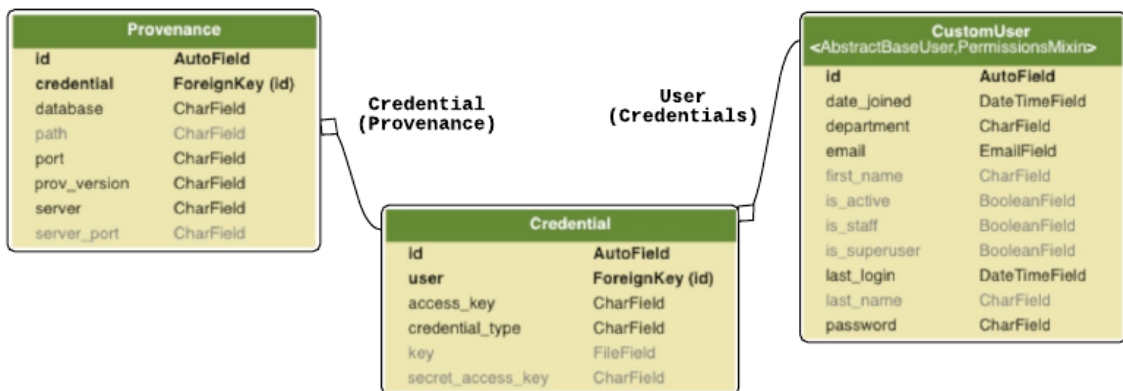 Provenance
id AutoField
credential ForeignKey (id)
database CharField
path CharField
port CharField
prov_version CharField
server CharField
server_port CharField
Credential
(Provenance)
User
(Credentials)
CustomUser
<AbstractBaseUser,PermissionsMixin>
id AutoField
date_joined DateTimeField
department CharField
email EmailField
first_name CharField
is_active BooleanField
is_staff BooleanField
is_superuser BooleanField
last_login DateTimeField
last_name CharField
password CharField
Credential
id AutoField
user ForeignKey (id)
access_key CharField
credential_type CharField
key FileField
secret_access_key CharField